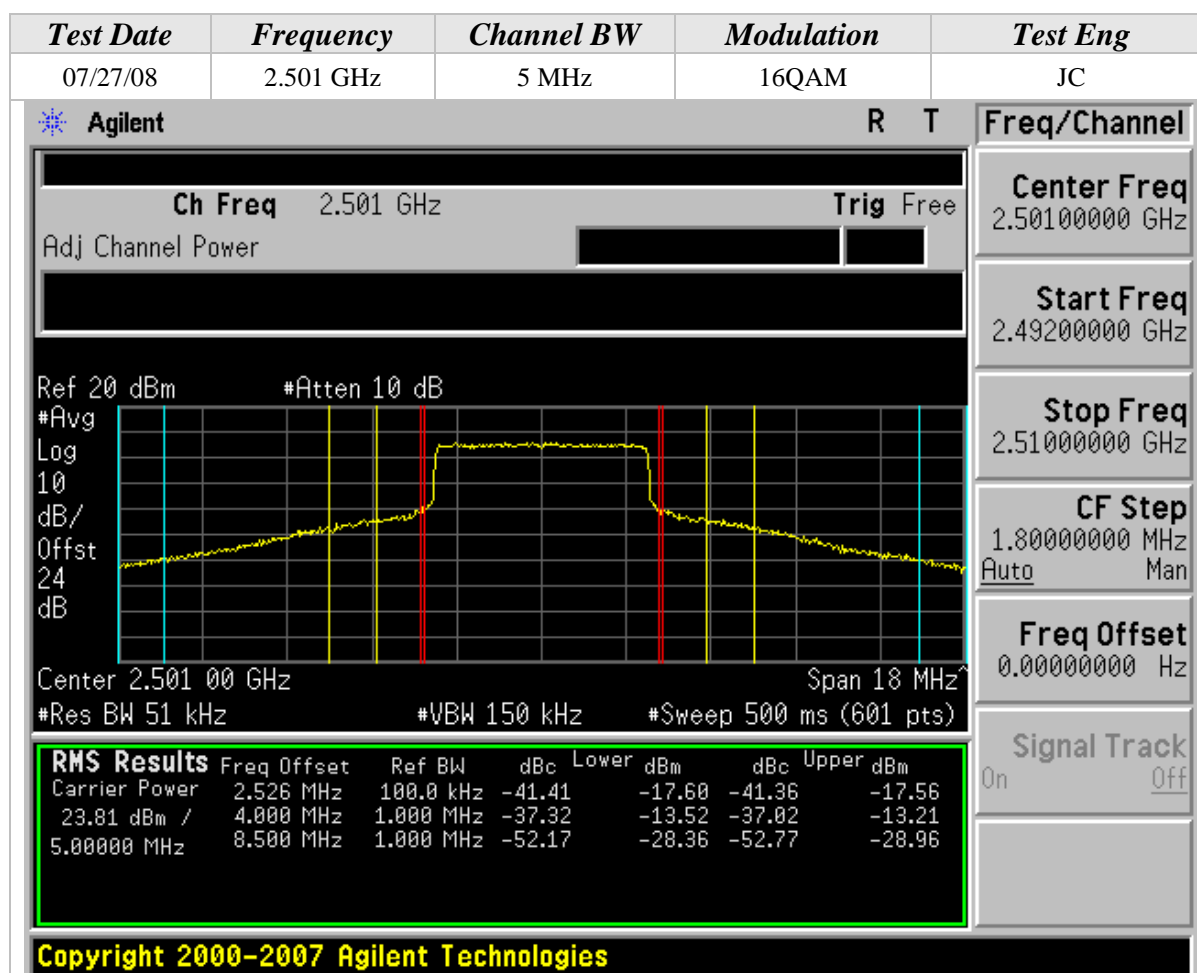 Test Date Frequency Channel BW Modulation Test Eng
07/27/08 2.501 GHz 5 MHz 16QAM JC
Agilent R T Freq/Channel
Ch Freq 2.501 GHz Trig Free
Adj Channel Power
Center Freq
2.50100000 GHz
Start Freq
2.49200000 GHz
Stop Freq
2.51000000 GHz
CF Step
1.80000000 MHz
Auto Man
Freq Offset
0.00000000 Hz
Signal Track
On Off
Ref 20 dBm #Atten 10 dB
#Avg
Log
10
dB/
Offst
24
dB
Center 2.501 00 GHz Span 18 MHz^
#Res BW 51 kHz #VBW 150 kHz #Sweep 500 ms (601 pts)
RMS Results Freq Offset Ref BW dBc Lower dBm dBc Upper dBm
Carrier Power 2.526 MHz 100.0 kHz -41.41 -17.60 -41.36 -17.56
23.81 dBm / 4.000 MHz 1.000 MHz -37.32 -13.52 -37.02 -13.21
5.00000 MHz 8.500 MHz 1.000 MHz -52.17 -28.36 -52.77 -28.96
Copyright 2000-2007 Agilent Technologies